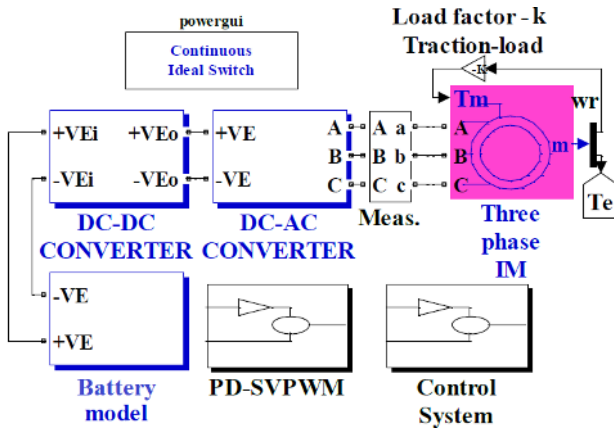 powergui
Continuous
Ideal Switch
Load factor - k
Traction-load
-K
Tm
wr
+VEi +VEo
-VEi -VEo
+VE
-VE
A
B
C
A a
B b
C c
A
B
C
m
Te
DC-DC
CONVERTER
DC-AC
CONVERTER
Meas.
Three
phase
IM
-VE
+VE
Battery
model
PD-SVPWM
Control
System